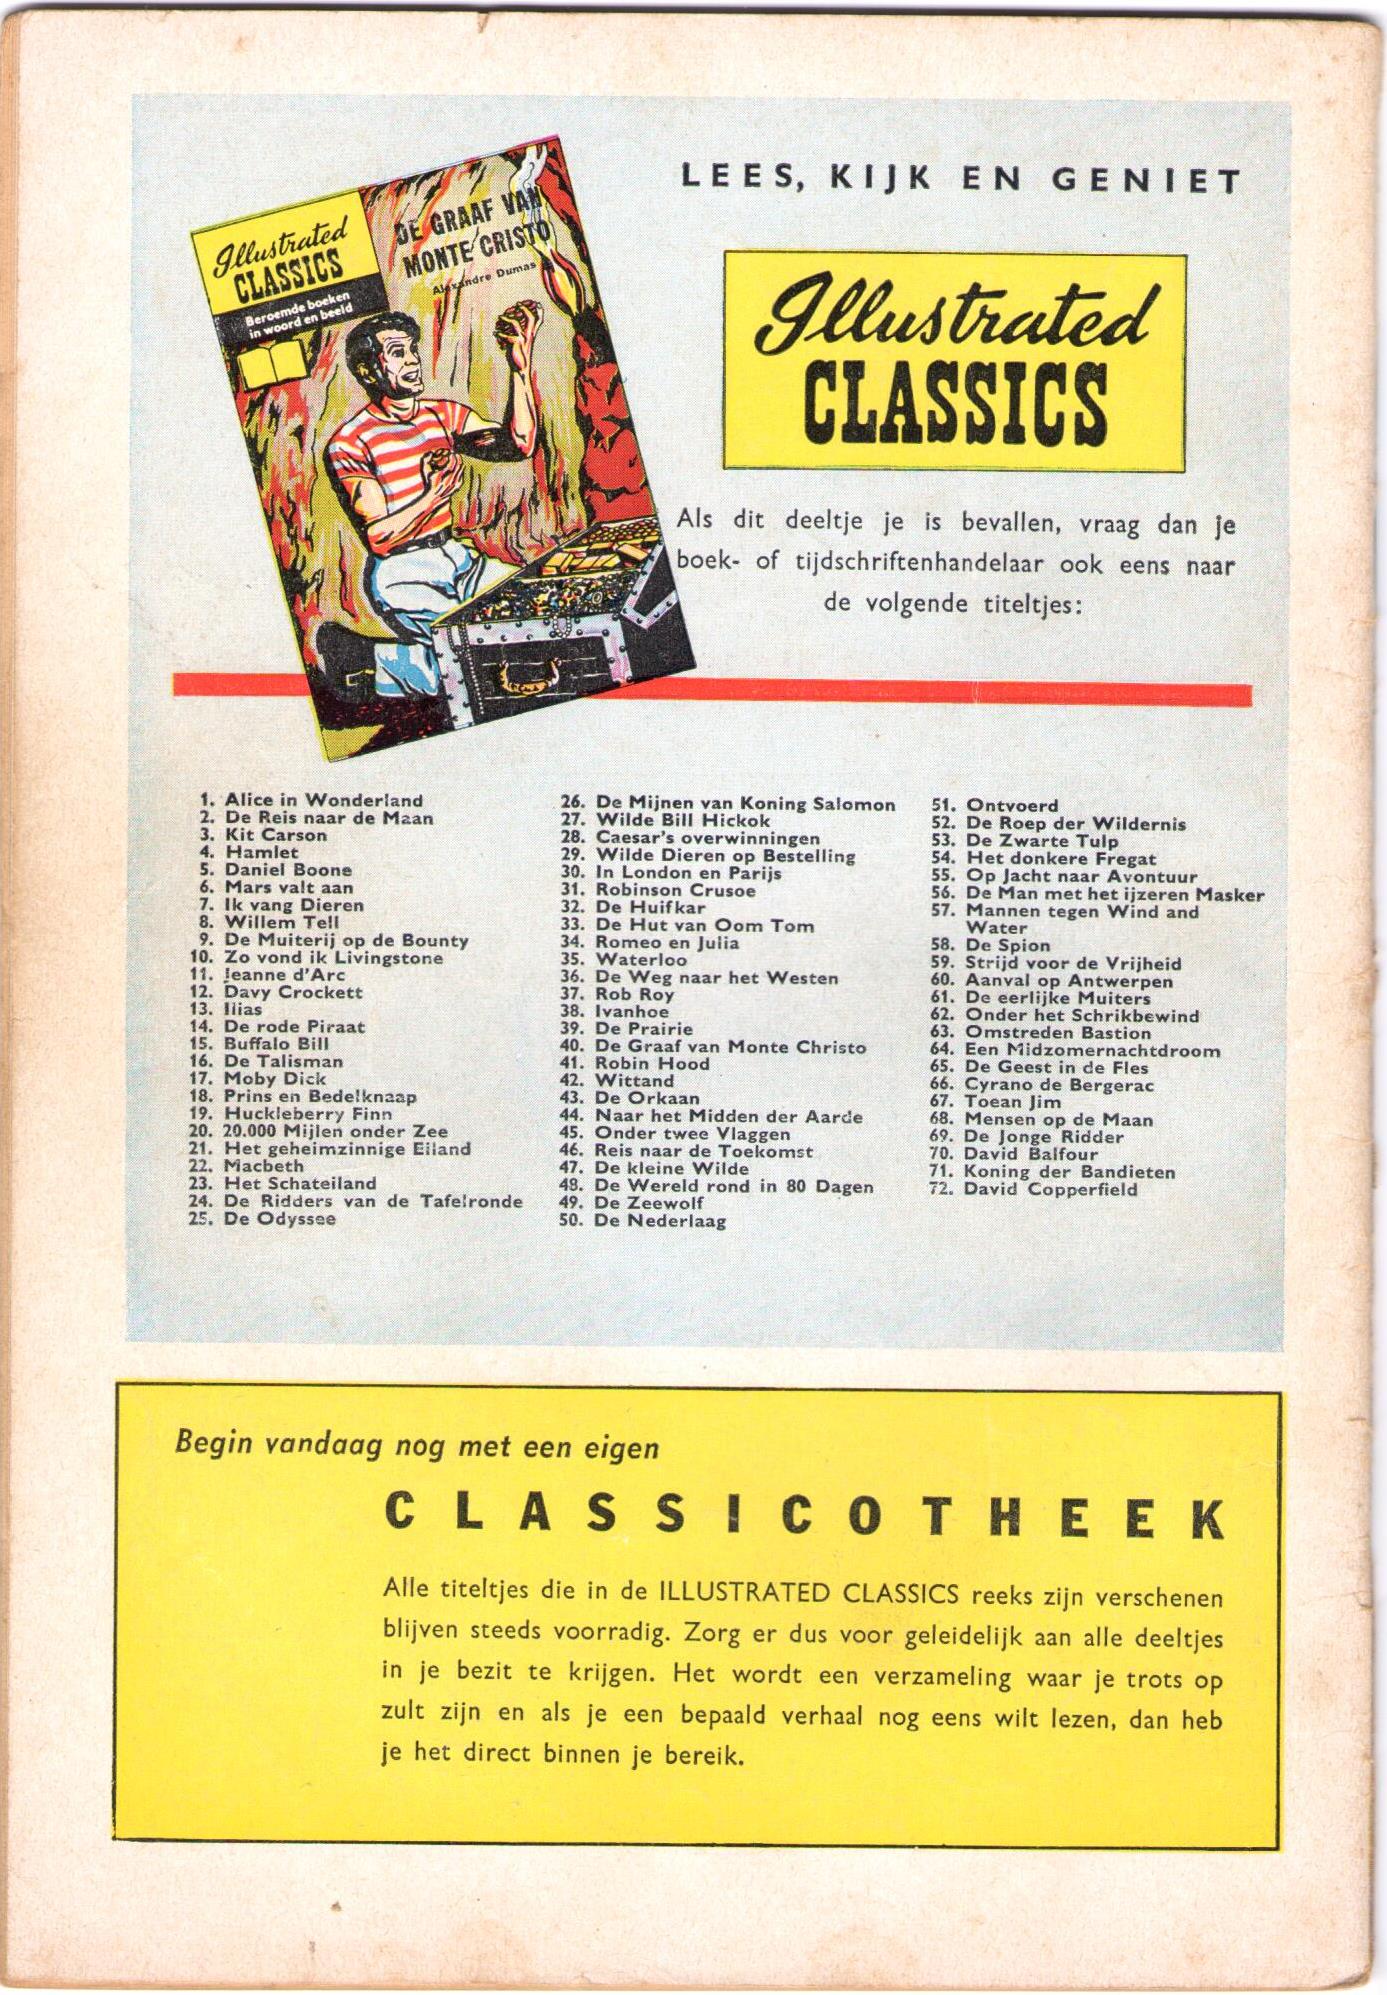 LEES, KIJK EN GENIET
Illustrated
CLASSICS
Beroemde boeken
in woord en beeld
DE GRAAF VAN
MONTE CRISTO
Alexandre Dumas
Illustrated
CLASSICS
Als dit deeltje je is bevallen, vraag dan je
boek- of tijdschriftenhandelaar ook eens naar
de volgende titeltjes:
1. Alice in Wonderland
2. De Reis naar de Maan
3. Kit Carson
4. Hamlet
5. Daniel Boone
6. Mars valt aan
7. Ik vang Dieren
8. Willem Tell
9. De Muiterij op de Bounty
10. Zo vond ik Livingstone
11. Jeanne d'Arc
12. Davy Crockett
13. Ilias
14. De rode Piraat
15. Buffalo Bill
16. De Talisman
17. Moby Dick
18. Prins en Bedelknaap
19. Huckleberry Finn
20. 20.000 Mijlen onder Zee
21. Het geheimzinnige Eiland
22. Macbeth
23. Het Schateiland
24. De Ridders van de Tafelronde
25. De Odyssee
26. De Mijnen van Koning Salomon
27. Wilde Bill Hickok
28. Caesar's overwinningen
29. Wilde Dieren op Bestelling
30. In London en Parijs
31. Robinson Crusoe
32. De Huifkar
33. De Hut van Oom Tom
34. Romeo en Julia
35. Waterloo
36. De Weg naar het Westen
37. Rob Roy
38. Ivanhoe
39. De Prairie
40. De Graaf van Monte Christo
41. Robin Hood
42. Wittand
43. De Orkaan
44. Naar het Midden der Aarde
45. Onder twee Vlaggen
46. Reis naar de Toekomst
47. De kleine Wilde
48. De Wereld rond in 80 Dagen
49. De Zeewolf
50. De Nederlaag
51. Ontvoerd
52. De Roep der Wildernis
53. De Zwarte Tulp
54. Het donkere Fregat
55. Op Jacht naar Avontuur
56. De Man met het ijzeren Masker
57. Mannen tegen Wind and
Water
58. De Spion
59. Strijd voor de Vrijheid
60. Aanval op Antwerpen
61. De eerlijke Muiters
62. Onder het Schrikbewind
63. Omstreden Bastion
64. Een Midzomernachtdroom
65. De Geest in de Fles
66. Cyrano de Bergerac
67. Toean Jim
68. Mensen op de Maan
69. De Jonge Ridder
70. David Balfour
71. Koning der Bandieten
72. David Copperfield
Begin vandaag nog met een eigen
CLASSICOTHEEK
Alle titeltjes die in de ILLUSTRATED CLASSICS reeks zijn verschenen
blijven steeds voorradig. Zorg er dus voor geleidelijk aan alle deeltjes
in je bezit te krijgen. Het wordt een verzameling waar je trots op
zult zijn en als je een bepaald verhaal nog eens wilt lezen, dan heb
je het direct binnen je bereik.